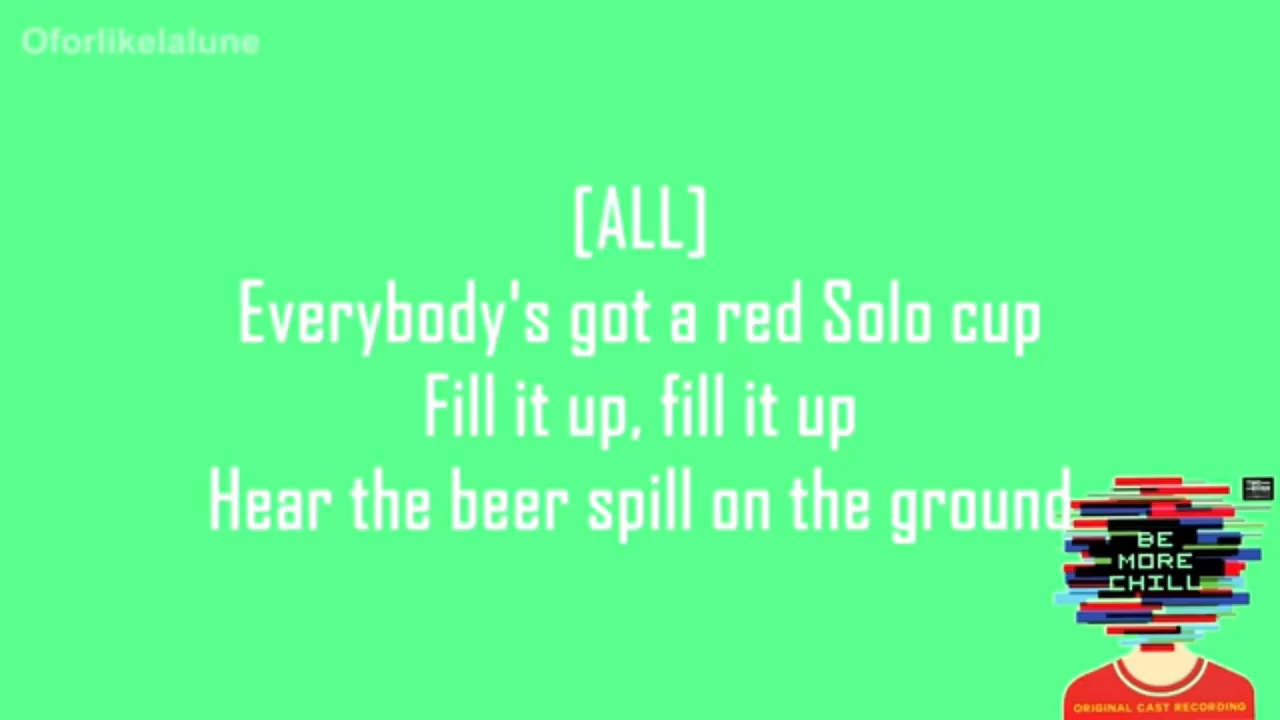 Oforlikelalune
[ALL]
Everybody's got a red Solo cup
Fill it up, fill it up
Hear the beer spill on the ground
BE
MORE
CHILL
ORIGINAL CAST RECORDING